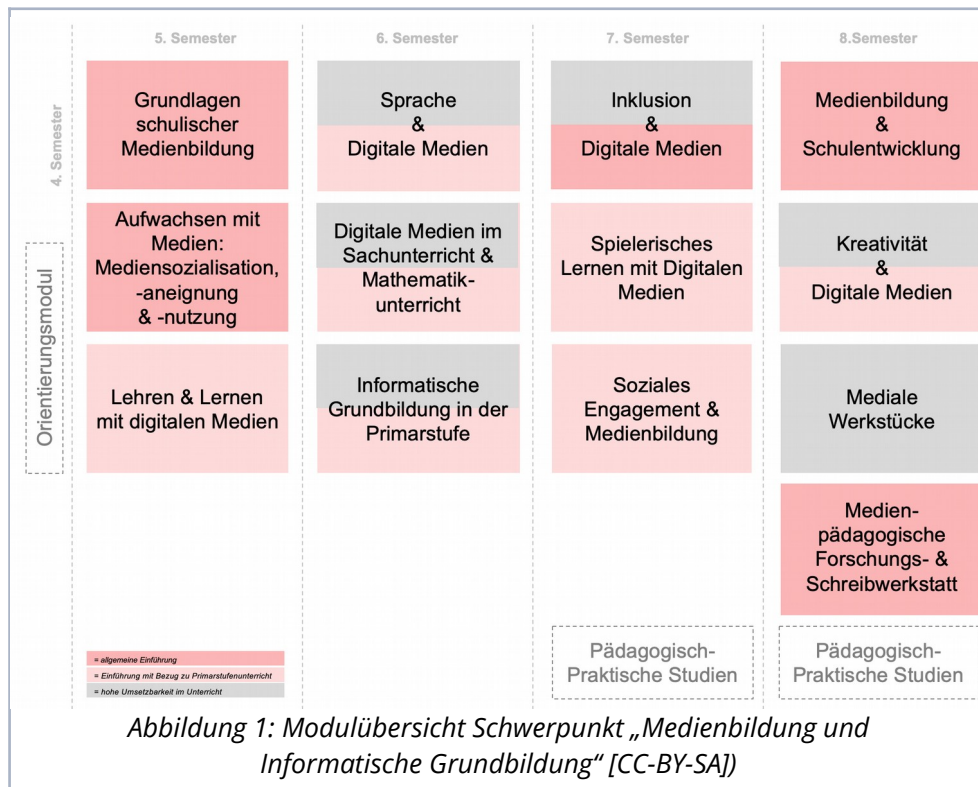 5. Semester
6. Semester
7. Semester
8.Semester
4. Semester
Orientierungsmodul
Grundlagen
schulischer
Medienbildung
Sprache
&
Digitale Medien
Inklusion
&
Digitale Medien
Medienbildung
&
Schulentwicklung
Aufwachsen mit
Medien:
Mediensozialisation,
-aneignung
& -nutzung
Digitale Medien im
Sachunterricht &
Mathematik-
unterricht
Spielerisches
Lernen mit Digitalen
Medien
Kreativität
&
Digitale Medien
Lehren & Lernen
mit digitalen Medien
Informatische
Grundbildung in der
Primarstufe
Soziales
Engagement &
Medienbildung
Mediale
Werkstücke
Medien-
pädagogische
Forschungs- &
Schreibwerkstatt
= allgemeine Einführung
= Einführung mit Bezug zu Primarstufenunterricht
= hohe Umsetzbarkeit im Unterricht
Pädagogisch-
Praktische Studien
Pädagogisch-
Praktische Studien
Abbildung 1: Modulübersicht Schwerpunkt „Medienbildung und
Informatische Grundbildung“ [CC-BY-SA])